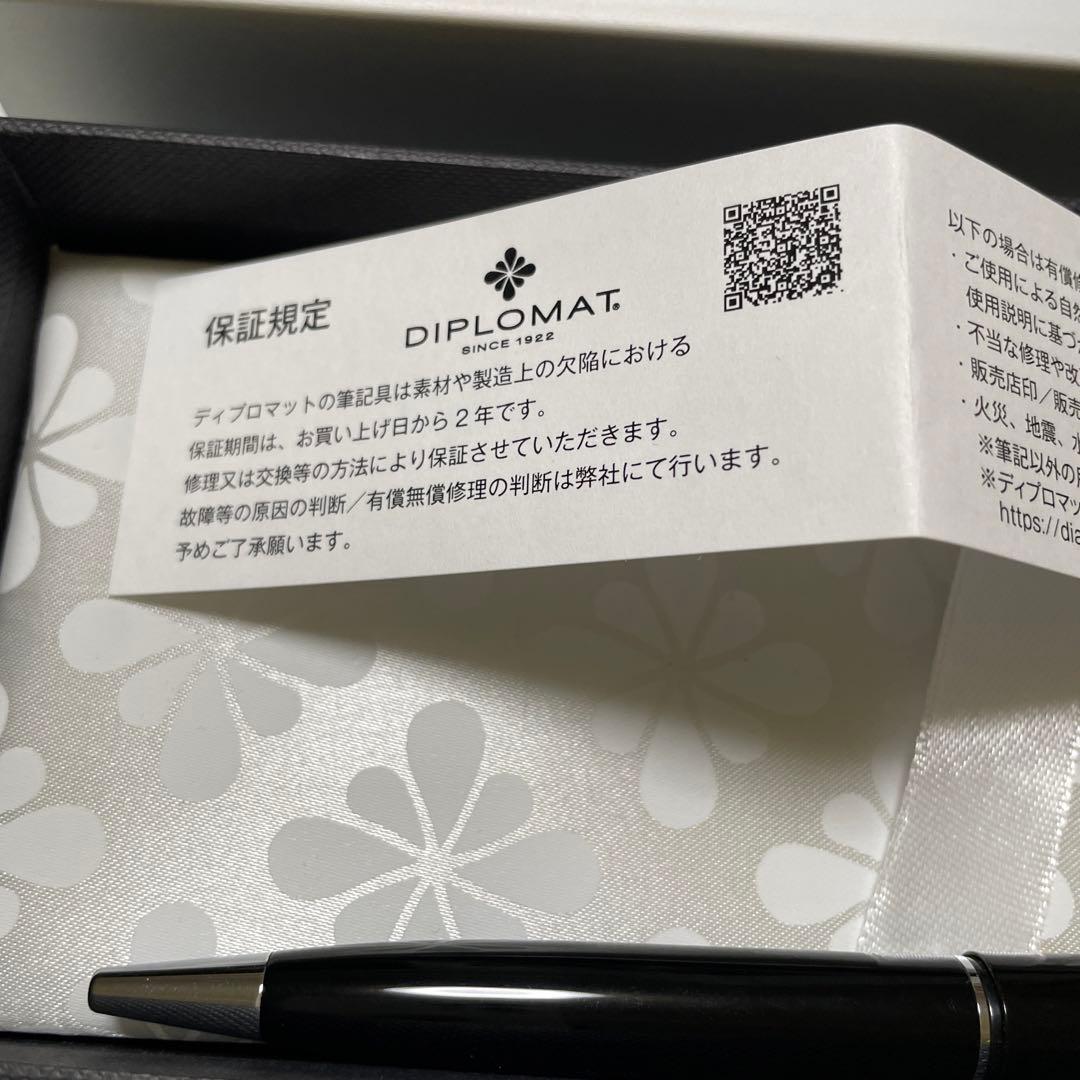 保証規定
DIPLOMAT®
SINCE 1922
ディプロマットの筆記具は素材や製造上の欠陥における
保証期間は、お買い上げ日から2年です。
修理又は交換等の方法により保証させていただきます。
故障等の原因の判断／有償無償修理の判断は弊社にて行います。
予めご了承願います。
以下の場合は有償
・ご使用による自然
使用説明に基づ
・不当な修理や改
・販売店印／販売
・火災、地震、
※筆記以外の
※ディプロマッ
https://dia